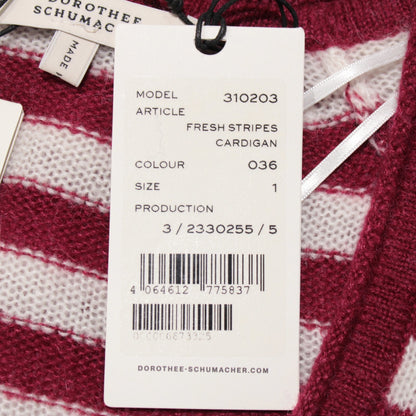 DOROTHEE
SCHUMACHER
MADE
MODEL 310203
ARTICLE
FRESH STRIPES
CARDIGAN
COLOUR 036
SIZE 1
PRODUCTION
3 / 2330255 / 5
4 064612 775837
DOROTHEE-SCHUMACHER.COM